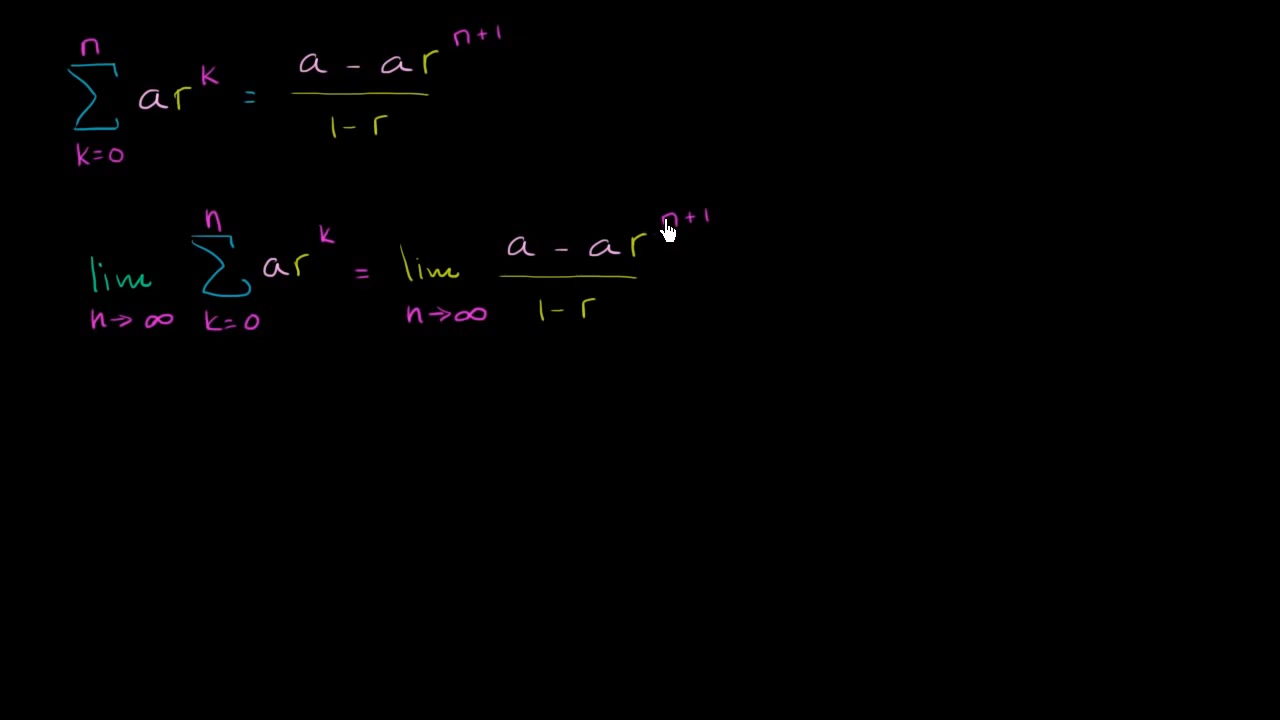 n
∑ ar^k = (a - ar^(n+1)) / (1 - r)
k=0
n
lim ∑ ar^k = lim (a - ar^(n+1)) / (1 - r)
n→∞ k=0 n→∞